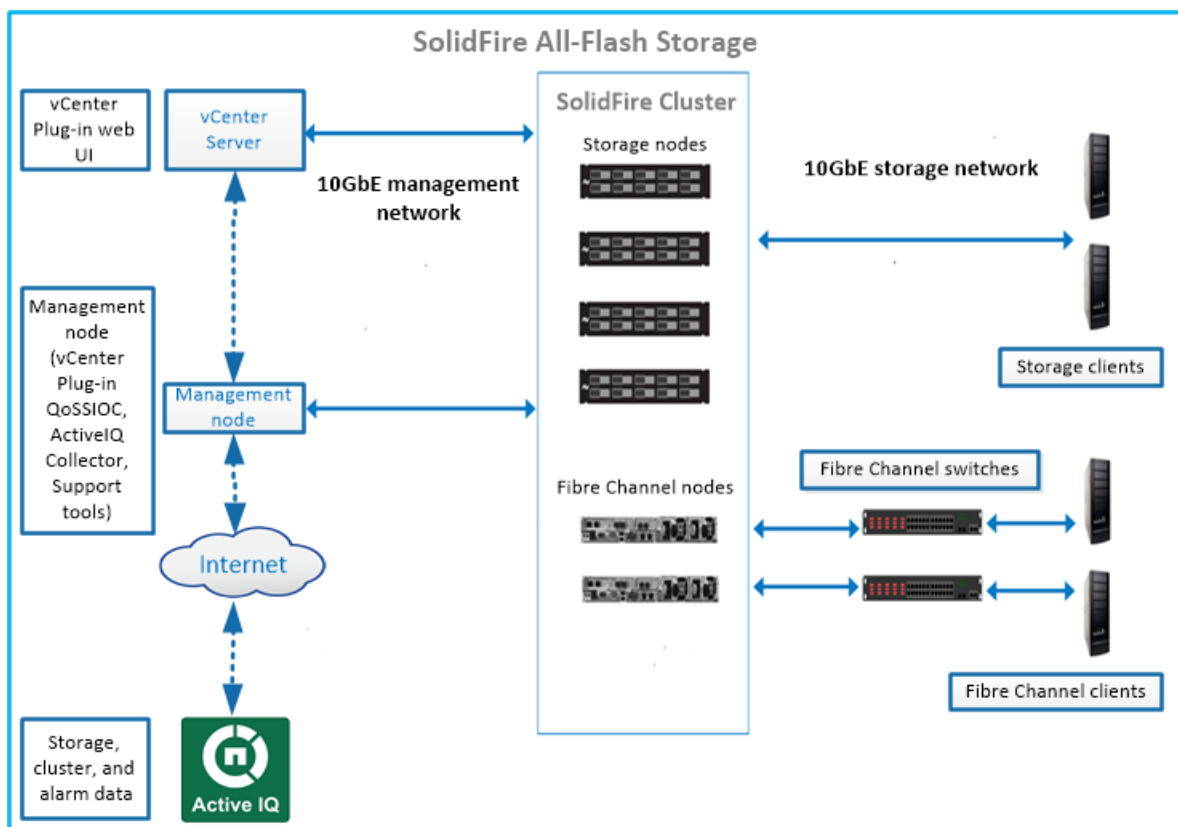 SolidFire All-Flash Storage
vCenter
Plug-in web
UI
vCenter
Server
10GbE management
network
SolidFire Cluster
Storage nodes
10GbE storage network
Storage clients
Management
node
(vCenter
Plug-in
QoSSIOC,
ActiveIQ
Collector,
Support
tools)
Management
node
Fibre Channel nodes
Fibre Channel switches
Fibre Channel clients
Internet
Storage,
cluster, and
alarm data
Active IQ